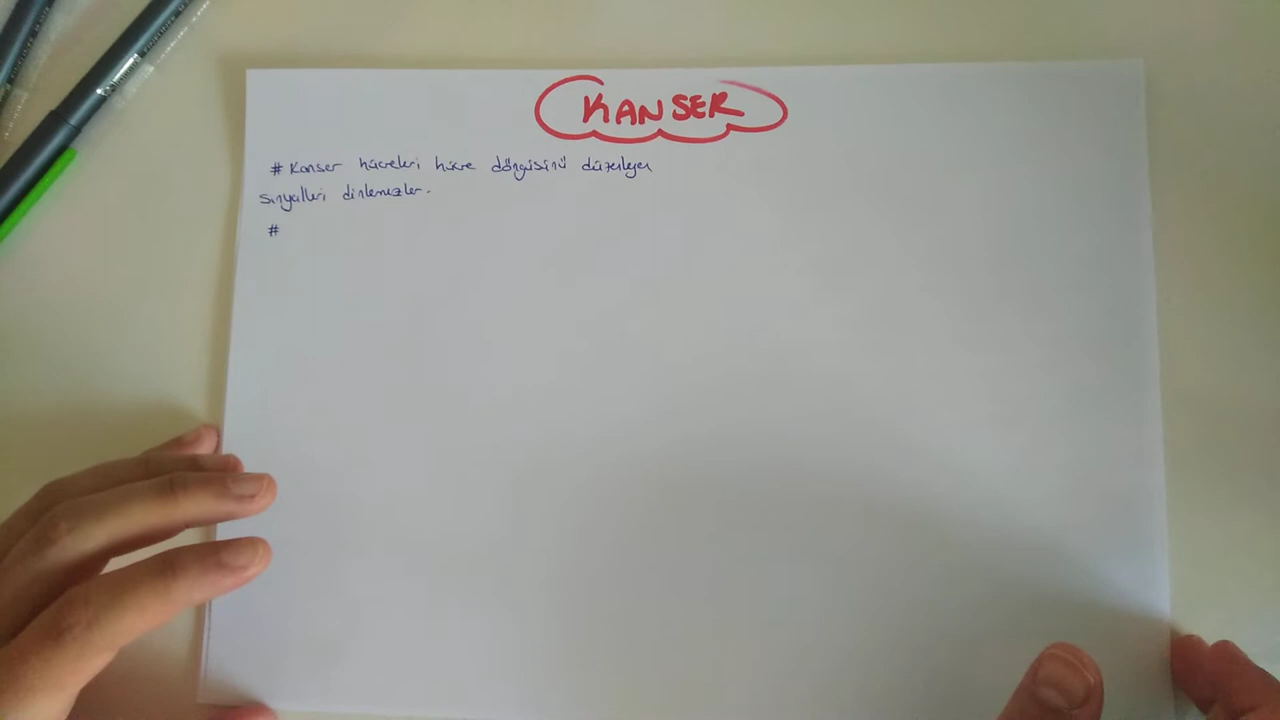 KANSER
# Kanser hücreleri hücre döngüsünü düzenleyen
sinyalleri dinlemezler.
#